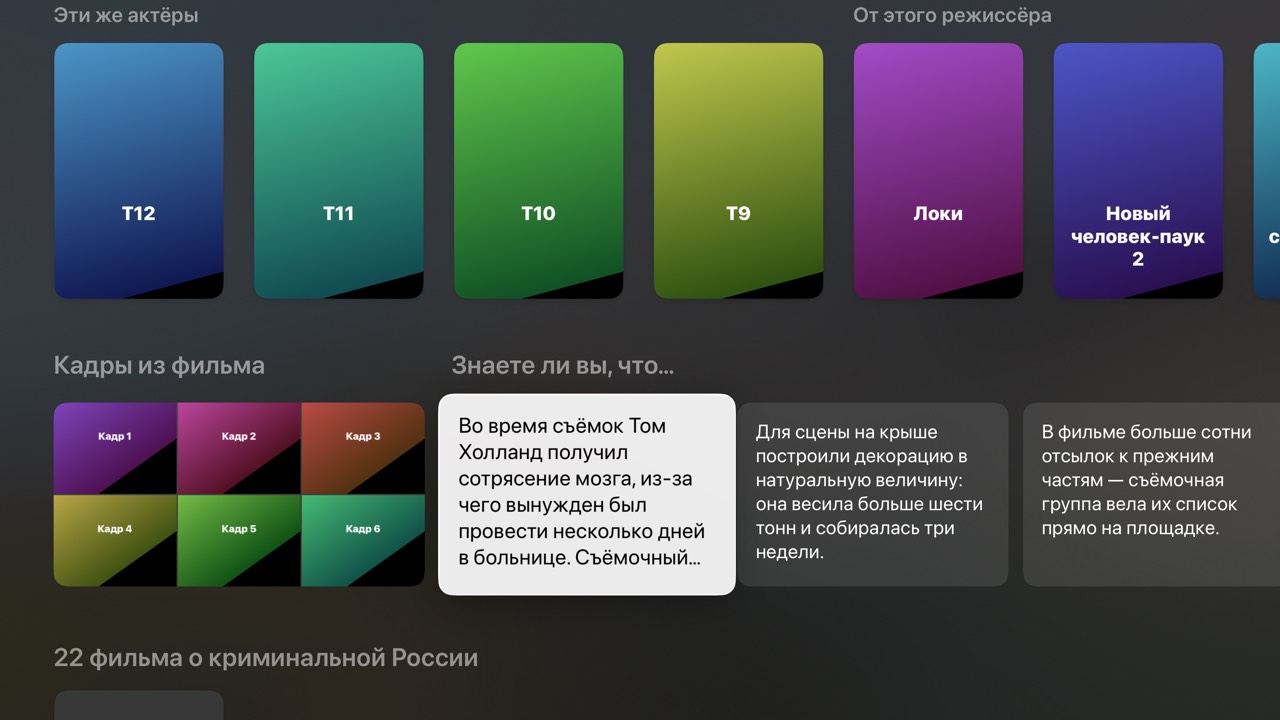 Эти же актёры
От этого режиссёра
T12
T11
T10
T9
Локи
Новый
человек-паук
2
Кадры из фильма
Знаете ли вы, что...
Кадр 1
Кадр 2
Кадр 3
Кадр 4
Кадр 5
Кадр 6
Во время съёмок Том
Холланд получил
сотрясение мозга, из-за
чего вынужден был
провести несколько дней
в больнице. Съёмочный...
Для сцены на крыше
построили декорацию в
натуральную величину:
она весила больше шести
тонн и собиралась три
недели.
В фильме больше сотни
отсылок к прежним
частям — съёмочная
группа вела их список
прямо на площадке.
22 фильма о криминальной России